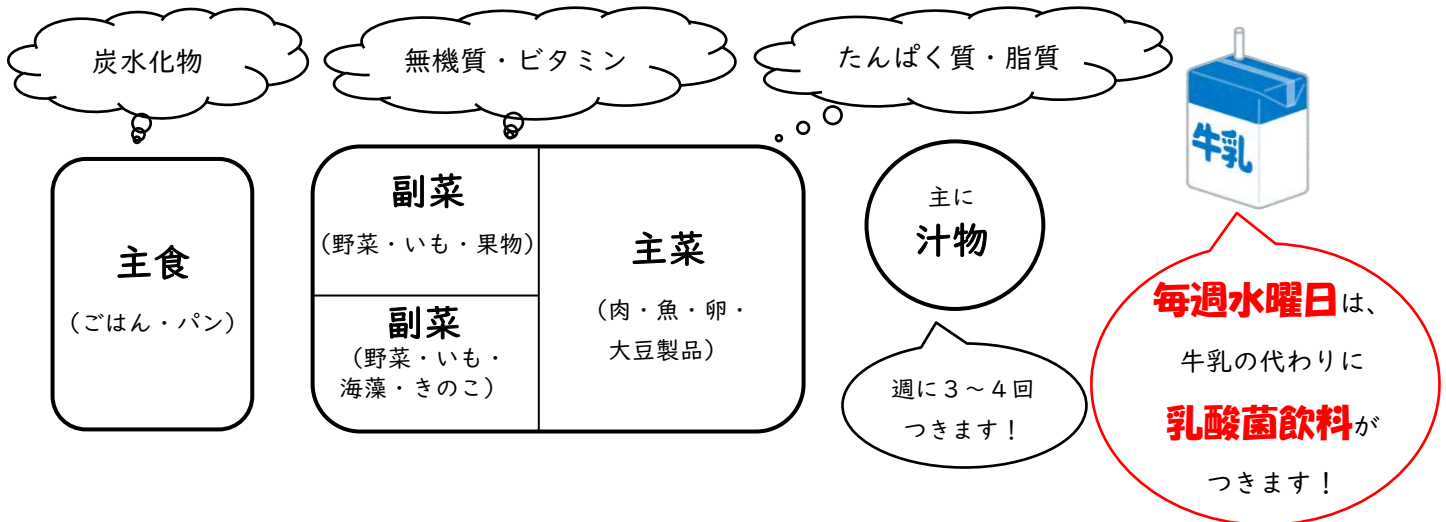 炭水化物
無機質・ビタミン
たんぱく質・脂質
牛乳
主食
（ごはん・パン）
副菜
（野菜・いも・果物）
副菜
（野菜・いも・
海藻・きのこ）
主菜
（肉・魚・卵・
大豆製品）
主に
汁物
週に３～４回
つきます！
毎週水曜日は、
牛乳の代わりに
乳酸菌飲料が
つきます！